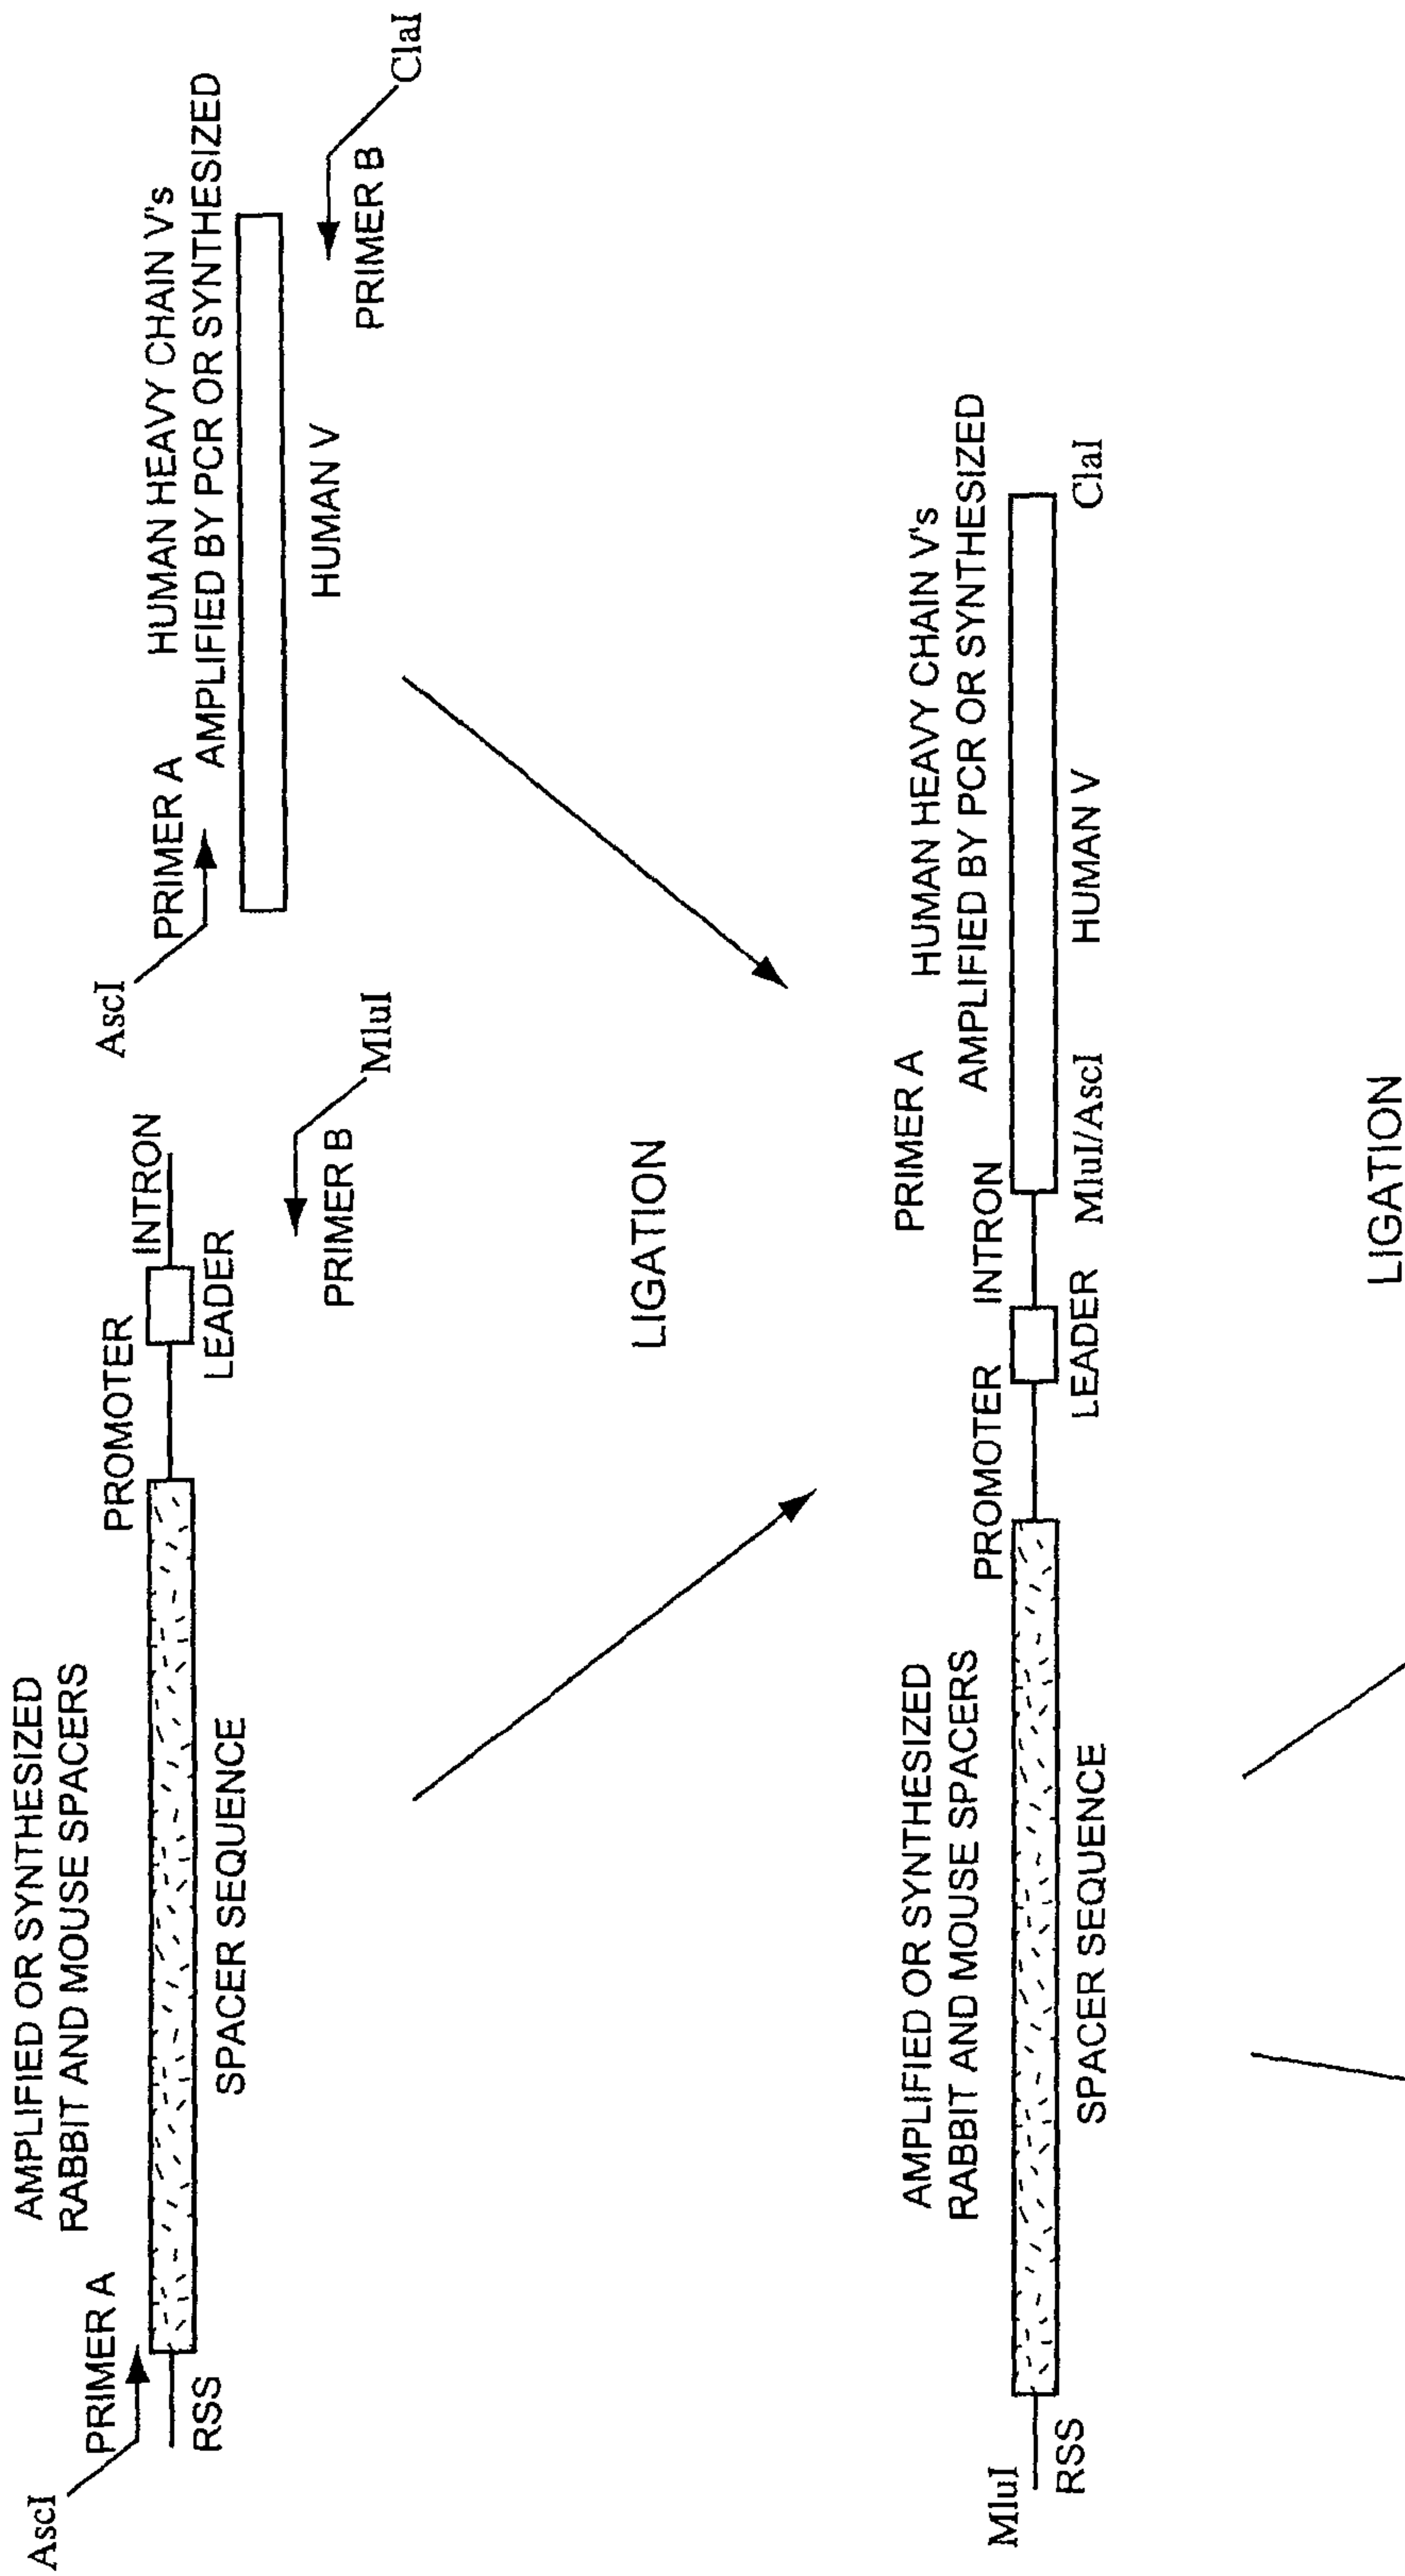 AscI
PRIMER A
AMPLIFIED OR SYNTHESIZED
RABBIT AND MOUSE SPACERS
PROMOTER
INTRON
RSS
SPACER SEQUENCE
LEADER
PRIMER B
MluI
AscI
PRIMER A
HUMAN HEAVY CHAIN V's
AMPLIFIED BY PCR OR SYNTHESIZED
HUMAN V
PRIMER B
ClaI
LIGATION
MluI
AMPLIFIED OR SYNTHESIZED
RABBIT AND MOUSE SPACERS
PROMOTER
INTRON
PRIMER A
HUMAN HEAVY CHAIN V's
AMPLIFIED BY PCR OR SYNTHESIZED
RSS
SPACER SEQUENCE
LEADER
MluI/AscI
HUMAN V
ClaI
LIGATION